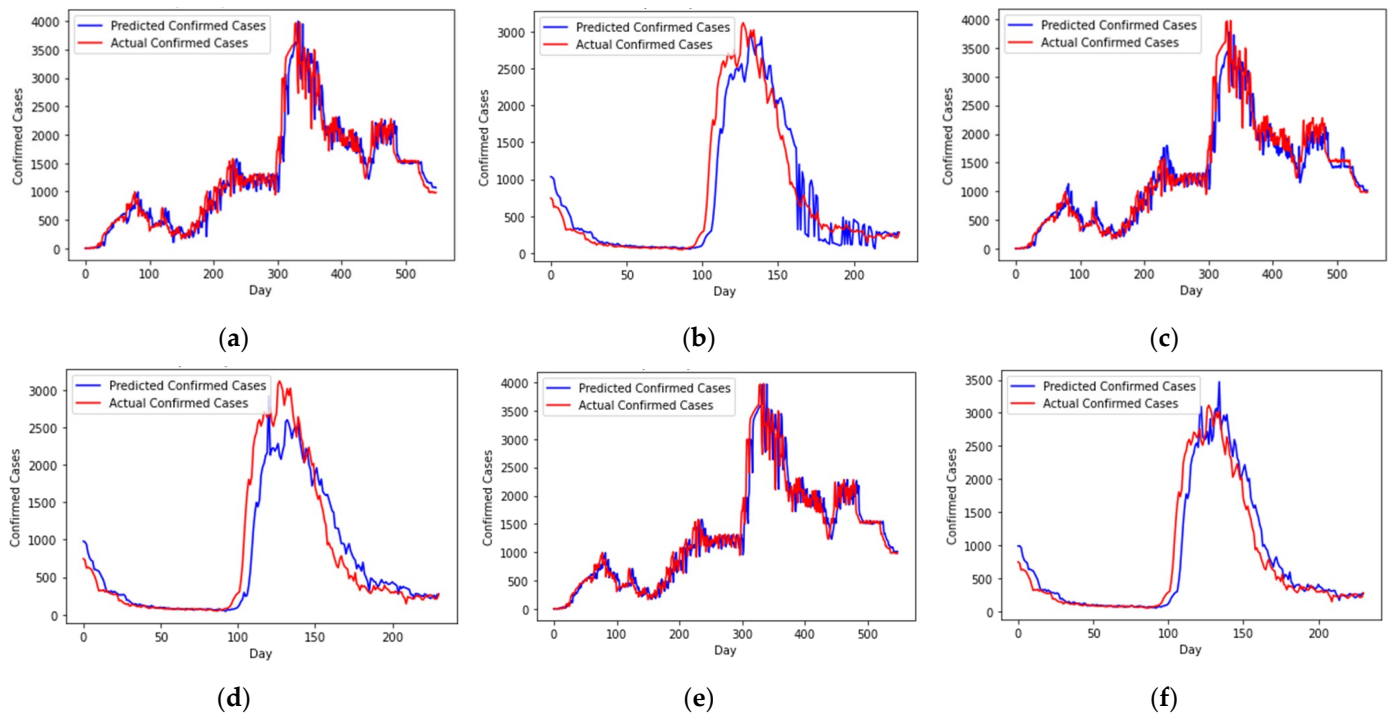 Predicted Confirmed Cases
Actual Confirmed Cases
4000
3500
3000
2500
2000
1500
1000
500
0
Confirmed Cases
0 100 200 300 400 500
Day
(a)
Predicted Confirmed Cases
Actual Confirmed Cases
3000
2500
2000
1500
1000
500
0
Confirmed Cases
0 50 100 150 200
Day
(b)
Predicted Confirmed Cases
Actual Confirmed Cases
4000
3500
3000
2500
2000
1500
1000
500
0
Confirmed Cases
0 100 200 300 400 500
Day
(c)
Predicted Confirmed Cases
Actual Confirmed Cases
3000
2500
2000
1500
1000
500
0
Confirmed Cases
0 50 100 150 200
Day
(d)
Predicted Confirmed Cases
Actual Confirmed Cases
4000
3500
3000
2500
2000
1500
1000
500
0
Confirmed Cases
0 100 200 300 400 500
Day
(e)
Predicted Confirmed Cases
Actual Confirmed Cases
3500
3000
2500
2000
1500
1000
500
0
Confirmed Cases
0 50 100 150 200
Day
(f)